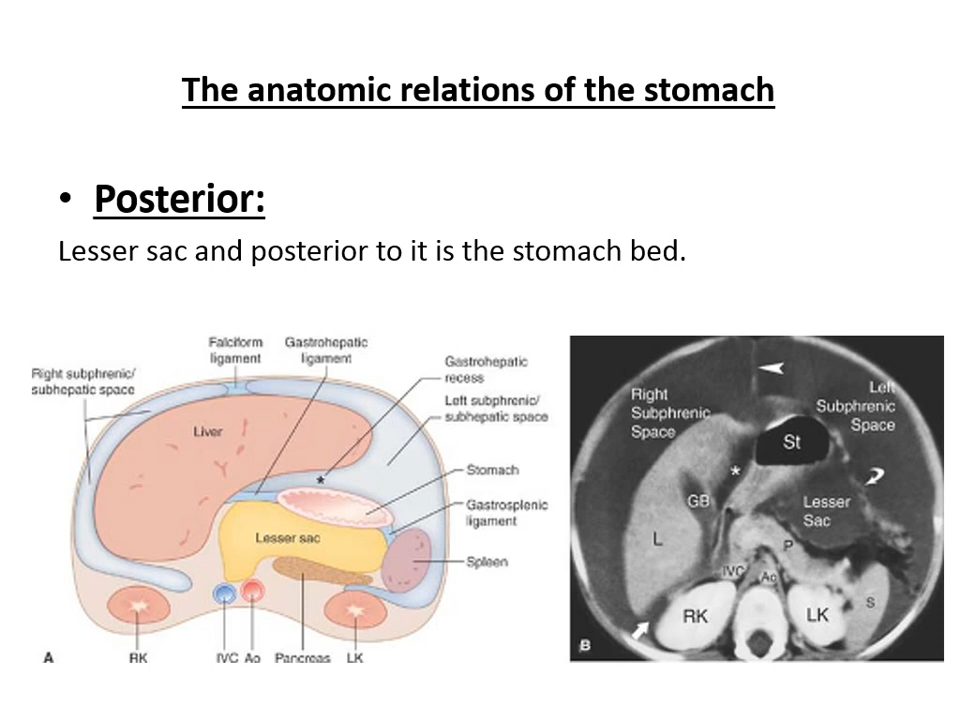 The anatomic relations of the stomach
• Posterior:
Lesser sac and posterior to it is the stomach bed.
Falciform
ligament
Gastrohepatic
ligament
Gastrohepatic
recess
Right subphrenic/
subhepatic space
Left subphrenic/
subhepatic space
Liver
*
Stomach
Gastrosplenic
ligament
Lesser sac
Spleen
A
RK
IVC
Ao
Pancreas
LK
Right
Subphrenic
Space
Left
Subphrenic
Space
St
*
GB
Lesser
Sac
L
P
IVC
Ao
S
RK
LK
B